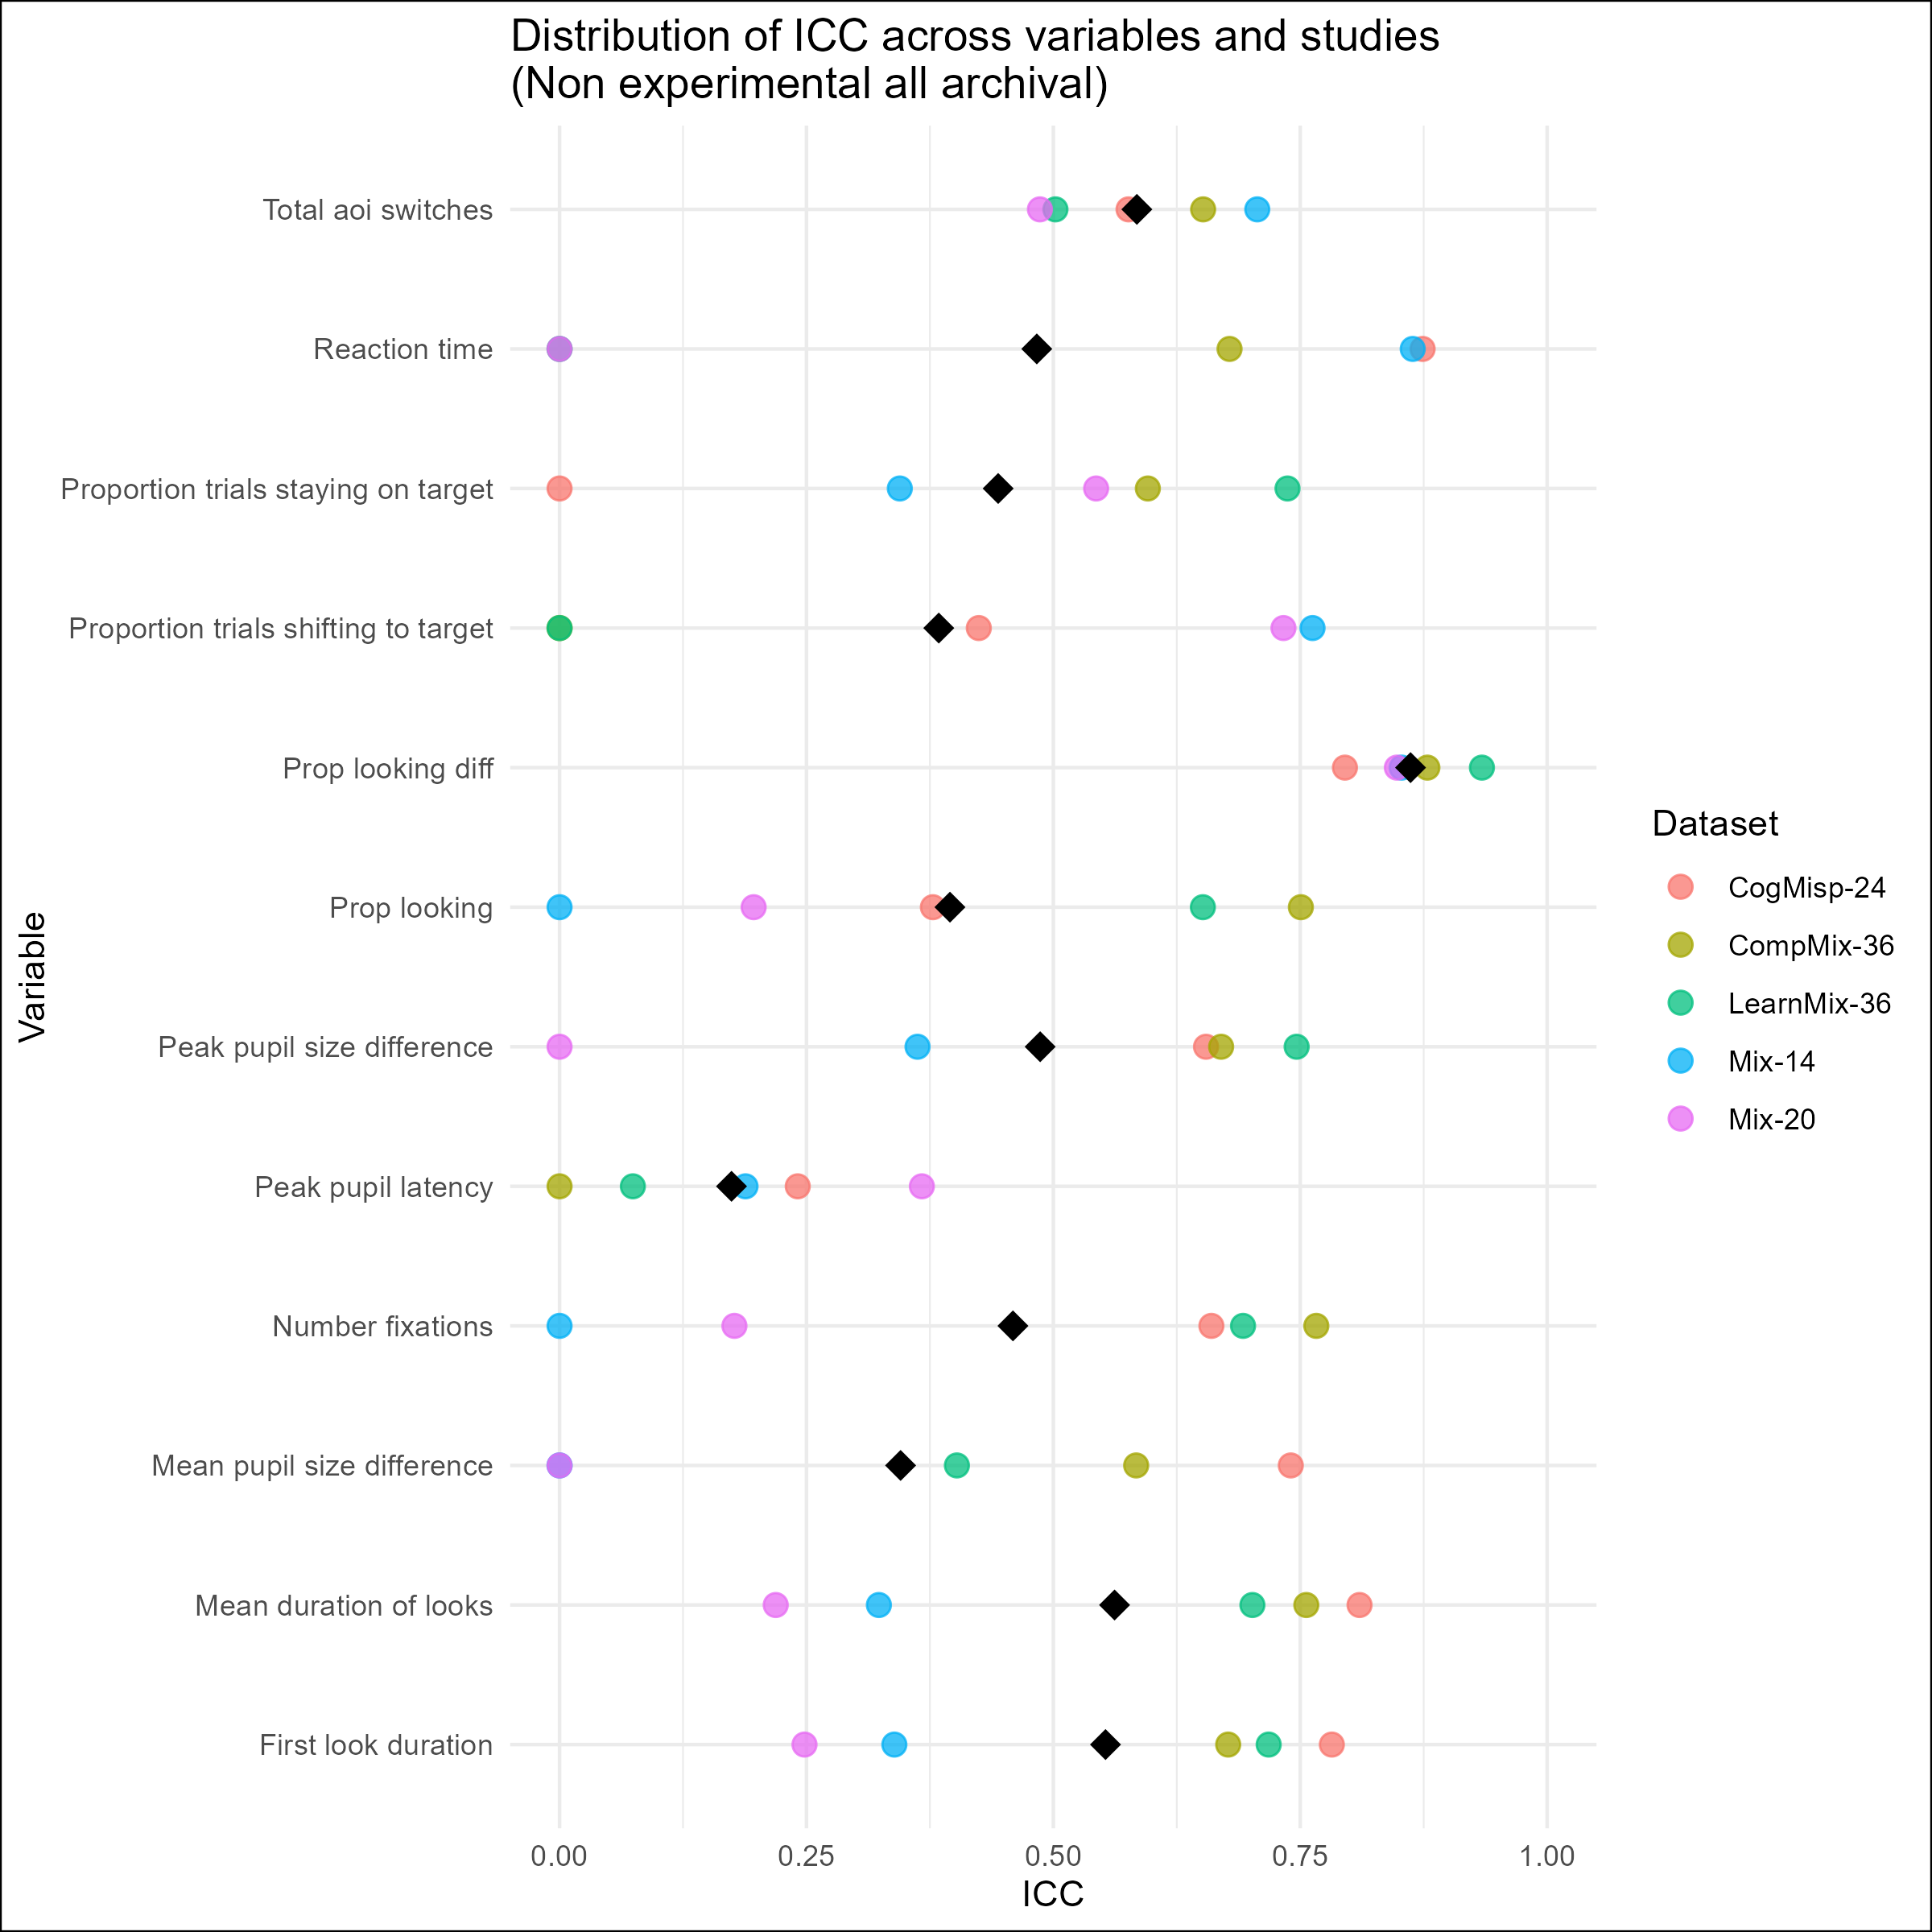 Distribution of ICC across variables and studies
(Non experimental all archival)
Variable
Total aoi switches
Reaction time
Proportion trials staying on target
Proportion trials shifting to target
Prop looking diff
Prop looking
Peak pupil size difference
Peak pupil latency
Number fixations
Mean pupil size difference
Mean duration of looks
First look duration
0.00 0.25 0.50 0.75 1.00
ICC
Dataset
CogMisp-24
CompMix-36
LearnMix-36
Mix-14
Mix-20